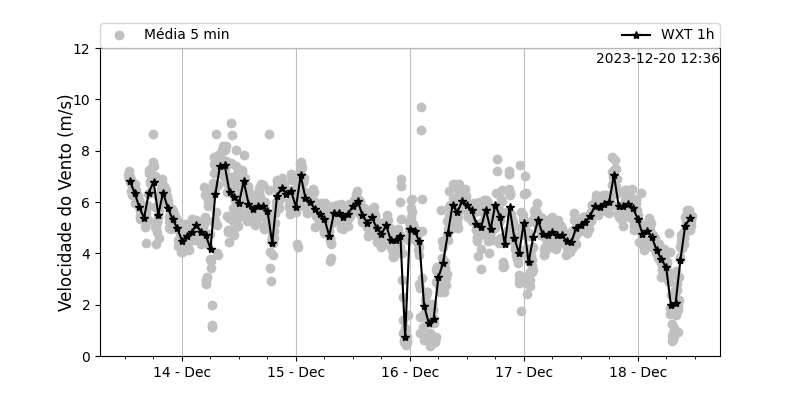 Média 5 min
WXT 1h
2023-12-20 12:36
Velocidade do Vento (m/s)
12
10
8
6
4
2
0
14 - Dec
15 - Dec
16 - Dec
17 - Dec
18 - Dec